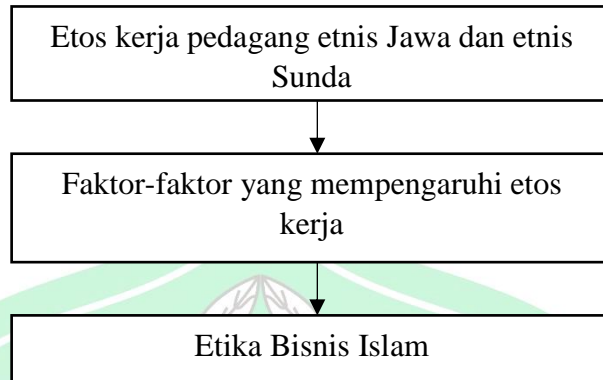 Etos kerja pedagang etnis Jawa dan etnis
Sunda
Faktor-faktor yang mempengaruhi etos
kerja
Etika Bisnis Islam